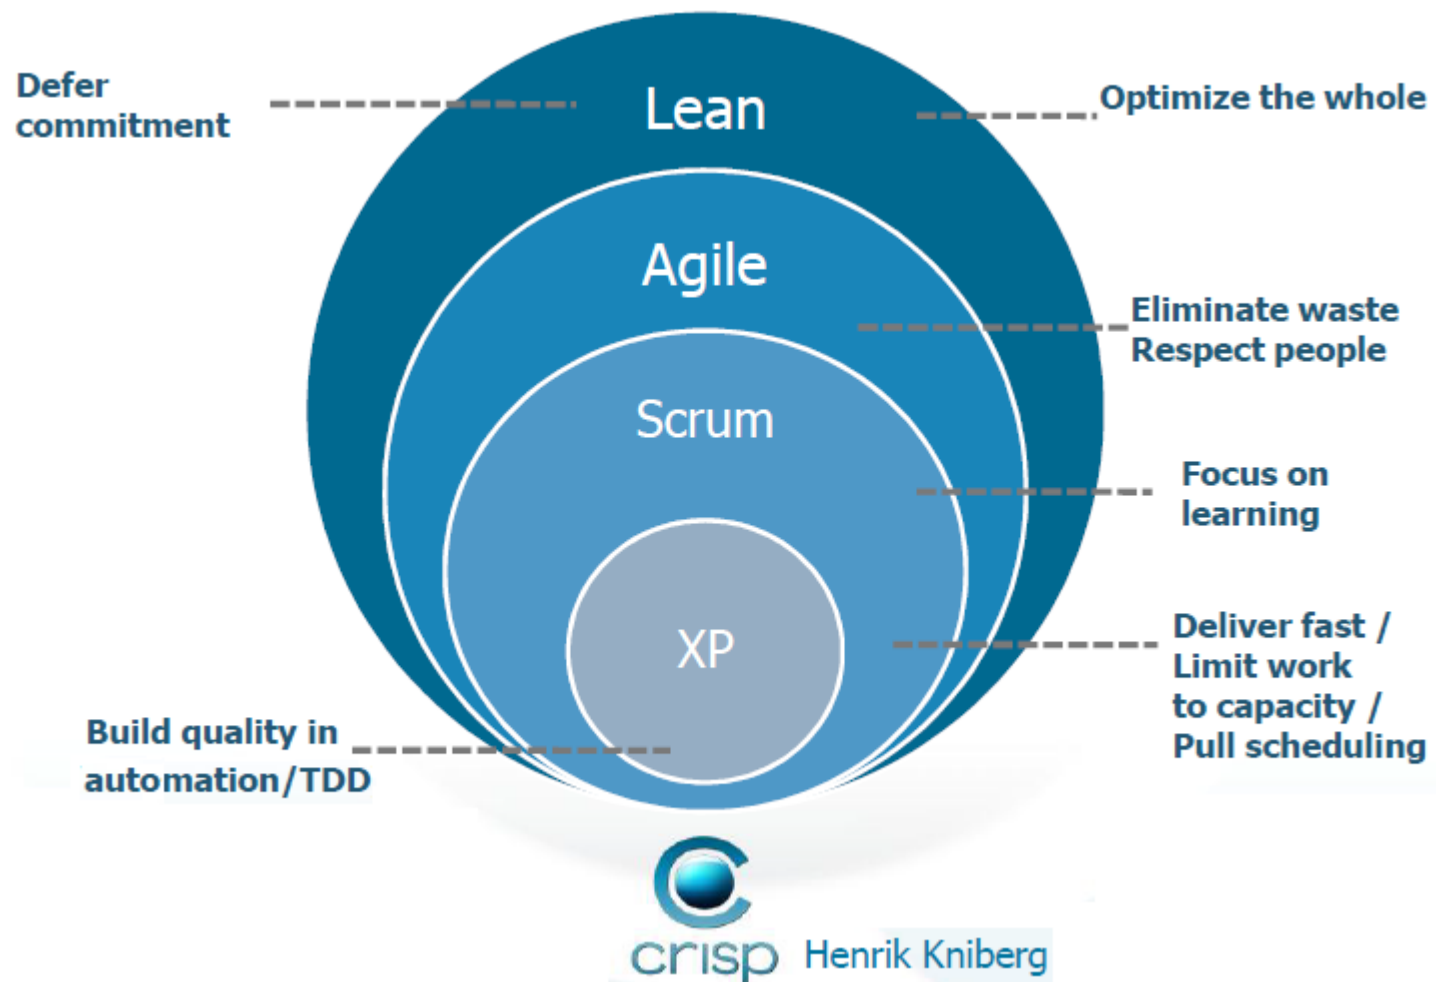 Defer
commitment
Lean
Optimize the whole
Agile
Eliminate waste
Respect people
Scrum
Focus on
learning
XP
Deliver fast /
Limit work
to capacity /
Pull scheduling
Build quality in
automation/TDD
crisp
Henrik Kniberg